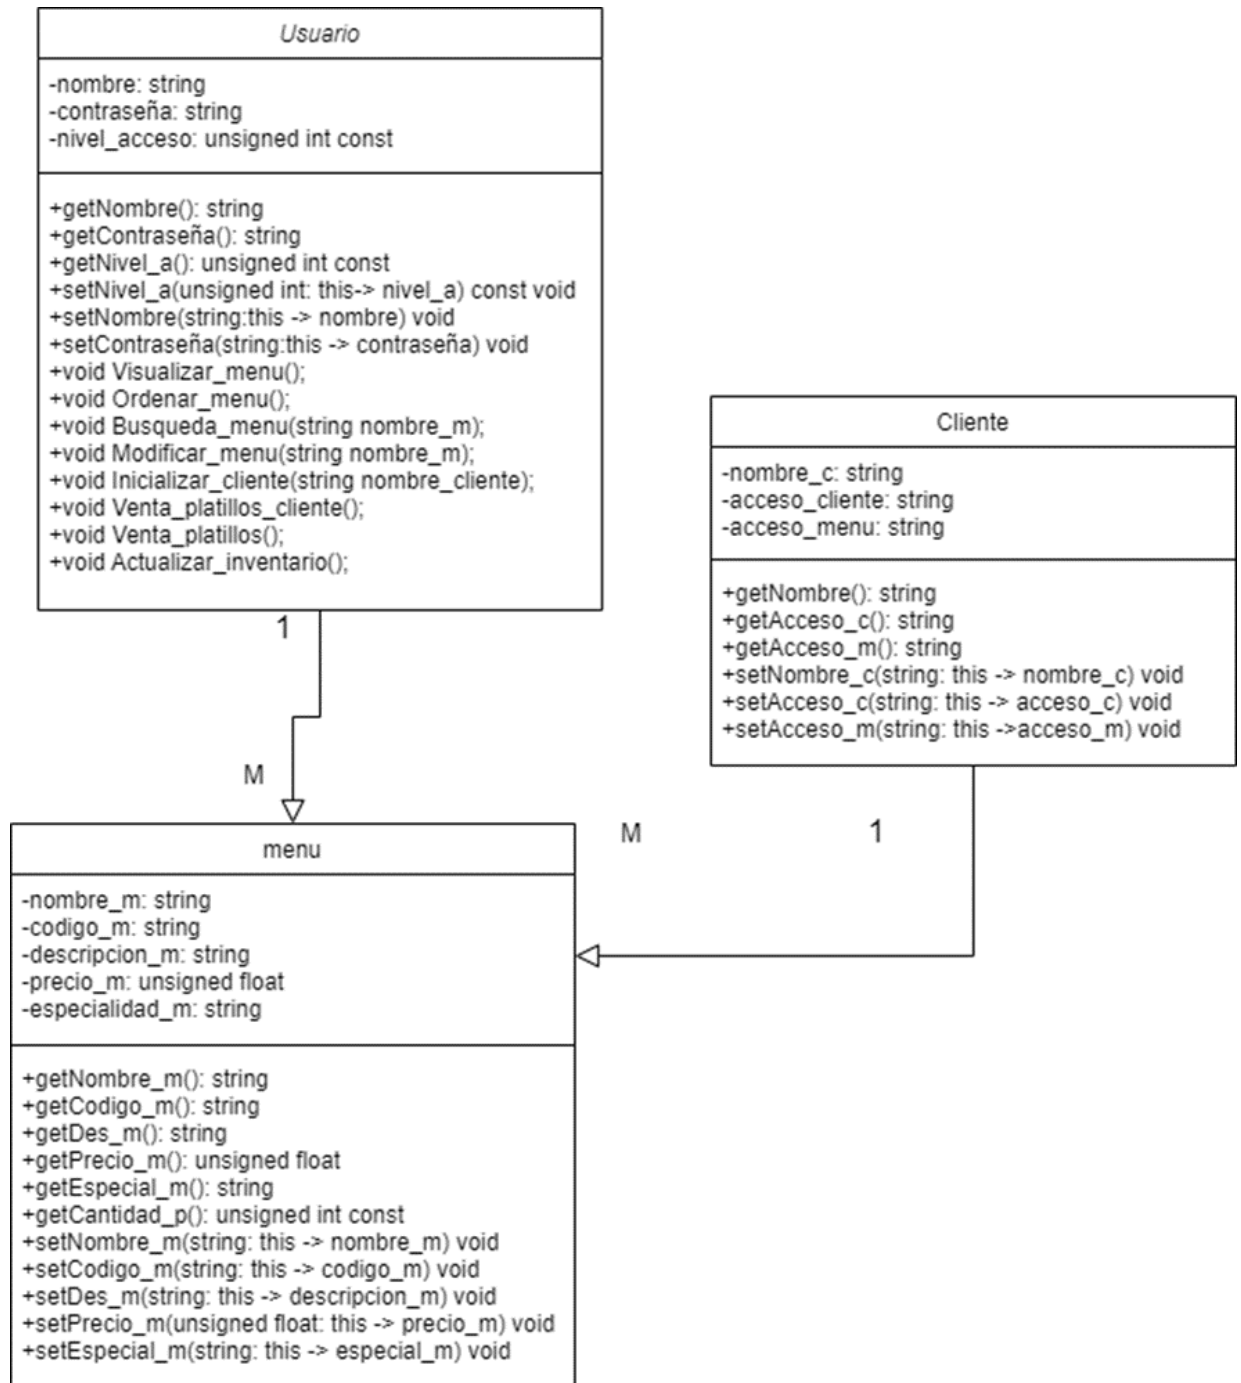 Usuario
-nombre: string
-contraseña: string
-nivel_acceso: unsigned int const
+getNombre(): string
+getContraseña(): string
+getNivel_a(): unsigned int const
+setNivel_a(unsigned int: this-> nivel_a) const void
+setNombre(string:this -> nombre) void
+setContraseña(string:this -> contraseña) void
+void Visualizar_menu();
+void Ordenar_menu();
+void Busqueda_menu(string nombre_m);
+void Modificar_menu(string nombre_m);
+void Inicializar_cliente(string nombre_cliente);
+void Venta_platillos_cliente();
+void Venta_platillos();
+void Actualizar_inventario();
1
M
Cliente
-nombre_c: string
-acceso_cliente: string
-acceso_menu: string
+getNombre(): string
+getAcceso_c(): string
+getAcceso_m(): string
+setNombre_c(string: this -> nombre_c) void
+setAcceso_c(string: this -> acceso_c) void
+setAcceso_m(string: this ->acceso_m) void
M
1
menu
-nombre_m: string
-codigo_m: string
-descripcion_m: string
-precio_m: unsigned float
-especialidad_m: string
+getNombre_m(): string
+getCodigo_m(): string
+getDes_m(): string
+getPrecio_m(): unsigned float
+getEspecial_m(): string
+getCantidad_p(): unsigned int const
+setNombre_m(string: this -> nombre_m) void
+setCodigo_m(string: this -> codigo_m) void
+setDes_m(string: this -> descripcion_m) void
+setPrecio_m(unsigned float: this -> precio_m) void
+setEspecial_m(string: this -> especial_m) void